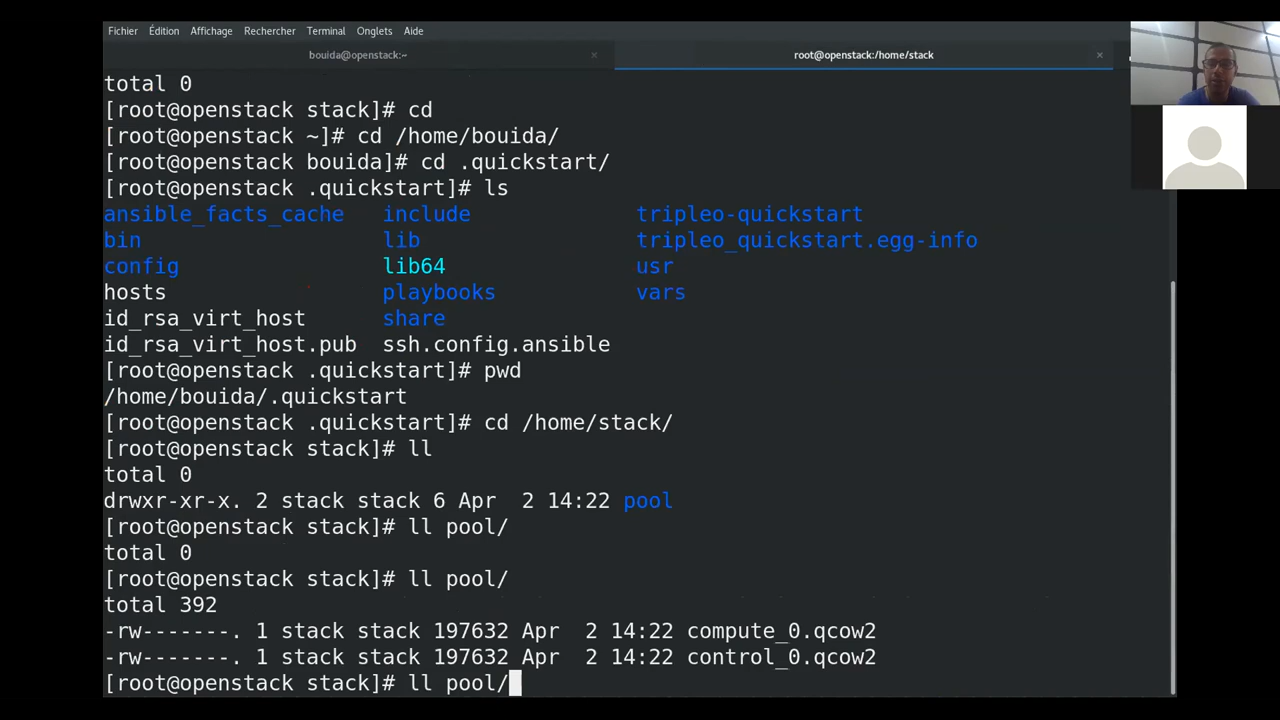 Fichier Édition Affichage Rechercher Terminal Onglets Aide
bouida@openstack:~ × root@openstack:/home/stack ×
total 0
[root@openstack stack]# cd
[root@openstack ~]# cd /home/bouida/
[root@openstack bouida]# cd .quickstart/
[root@openstack .quickstart]# ls
ansible_facts_cache include tripleo-quickstart
bin lib tripleo_quickstart.egg-info
config lib64 usr
hosts playbooks vars
id_rsa_virt_host share
id_rsa_virt_host.pub ssh.config.ansible
[root@openstack .quickstart]# pwd
/home/bouida/.quickstart
[root@openstack .quickstart]# cd /home/stack/
[root@openstack stack]# ll
total 0
drwxr-xr-x. 2 stack stack 6 Apr  2 14:22 pool
[root@openstack stack]# ll pool/
total 0
[root@openstack stack]# ll pool/
total 392
-rw-------. 1 stack stack 197632 Apr  2 14:22 compute_0.qcow2
-rw-------. 1 stack stack 197632 Apr  2 14:22 control_0.qcow2
[root@openstack stack]# ll pool/